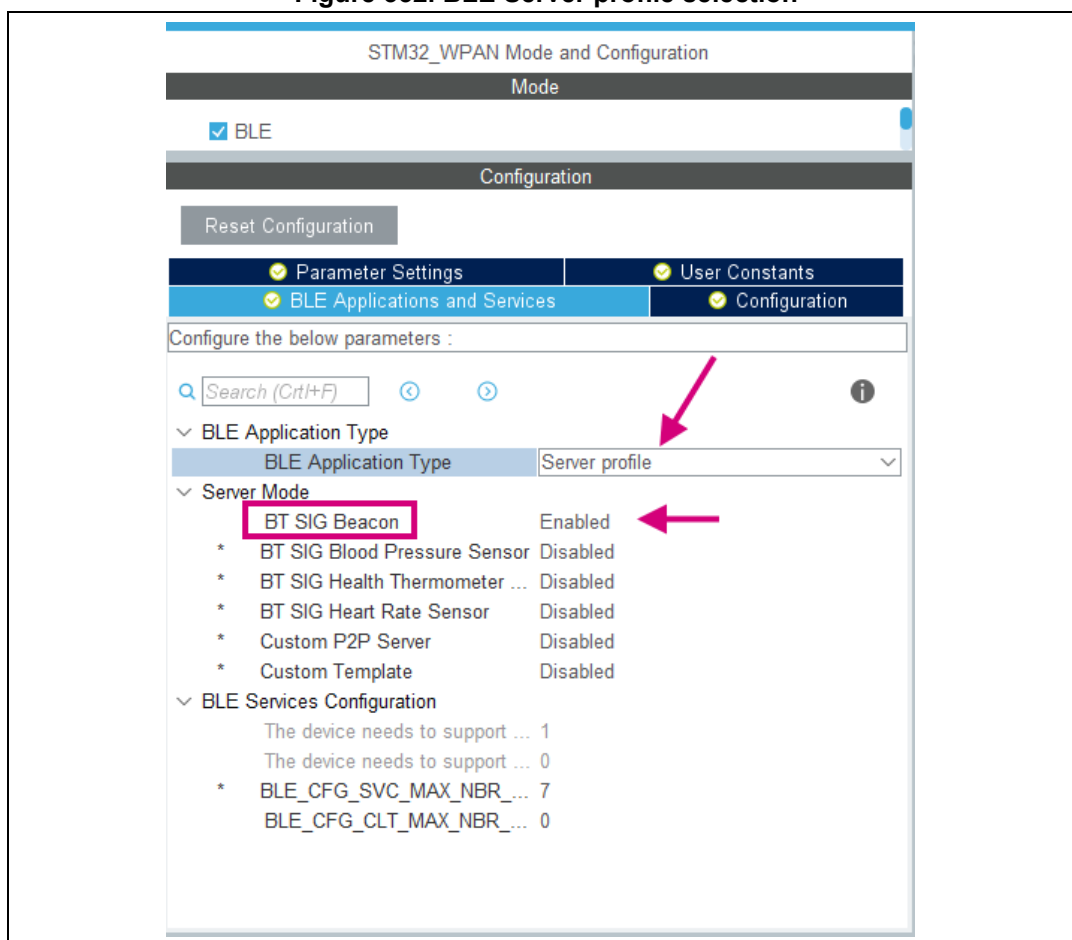 STM32_WPAN Mode and Configuration
Mode
BLE
Configuration
Reset Configuration
Parameter Settings User Constants
BLE Applications and Services Configuration
Configure the below parameters :
Search (Crtl+F)
BLE Application Type
BLE Application Type Server profile
Server Mode
BT SIG Beacon Enabled
* BT SIG Blood Pressure Sensor Disabled
* BT SIG Health Thermometer ... Disabled
* BT SIG Heart Rate Sensor Disabled
* Custom P2P Server Disabled
* Custom Template Disabled
BLE Services Configuration
The device needs to support ... 1
The device needs to support ... 0
* BLE_CFG_SVC_MAX_NBR_... 7
BLE_CFG_CLT_MAX_NBR_... 0